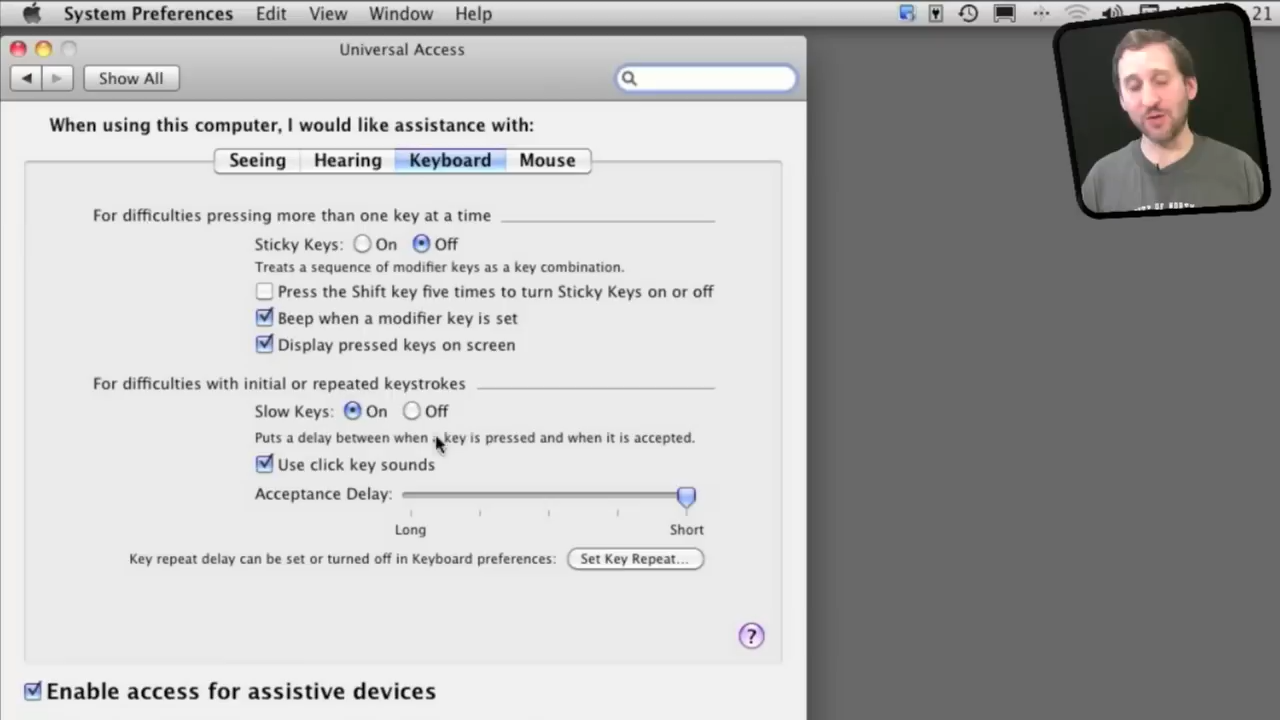 System Preferences Edit View Window Help
21
Universal Access
Show All
When using this computer, I would like assistance with:
Seeing Hearing Keyboard Mouse
For difficulties pressing more than one key at a time
Sticky Keys: On Off
Treats a sequence of modifier keys as a key combination.
Press the Shift key five times to turn Sticky Keys on or off
Beep when a modifier key is set
Display pressed keys on screen
For difficulties with initial or repeated keystrokes
Slow Keys: On Off
Puts a delay between when a key is pressed and when it is accepted.
Use click key sounds
Acceptance Delay:
Long Short
Key repeat delay can be set or turned off in Keyboard preferences: Set Key Repeat...
?
Enable access for assistive devices